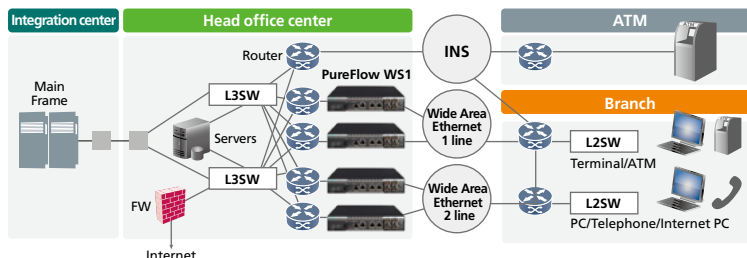 Integration center
Head office center
ATM
Router
INS
ATM
PureFlow WS1
Main
Frame
L3SW
Branch
Wide Area
Ethernet
1 line
Servers
L2SW
Terminal/ATM
L3SW
FW
Wide Area
Ethernet
2 line
L2SW
PC/Telephone/Internet PC
Internet